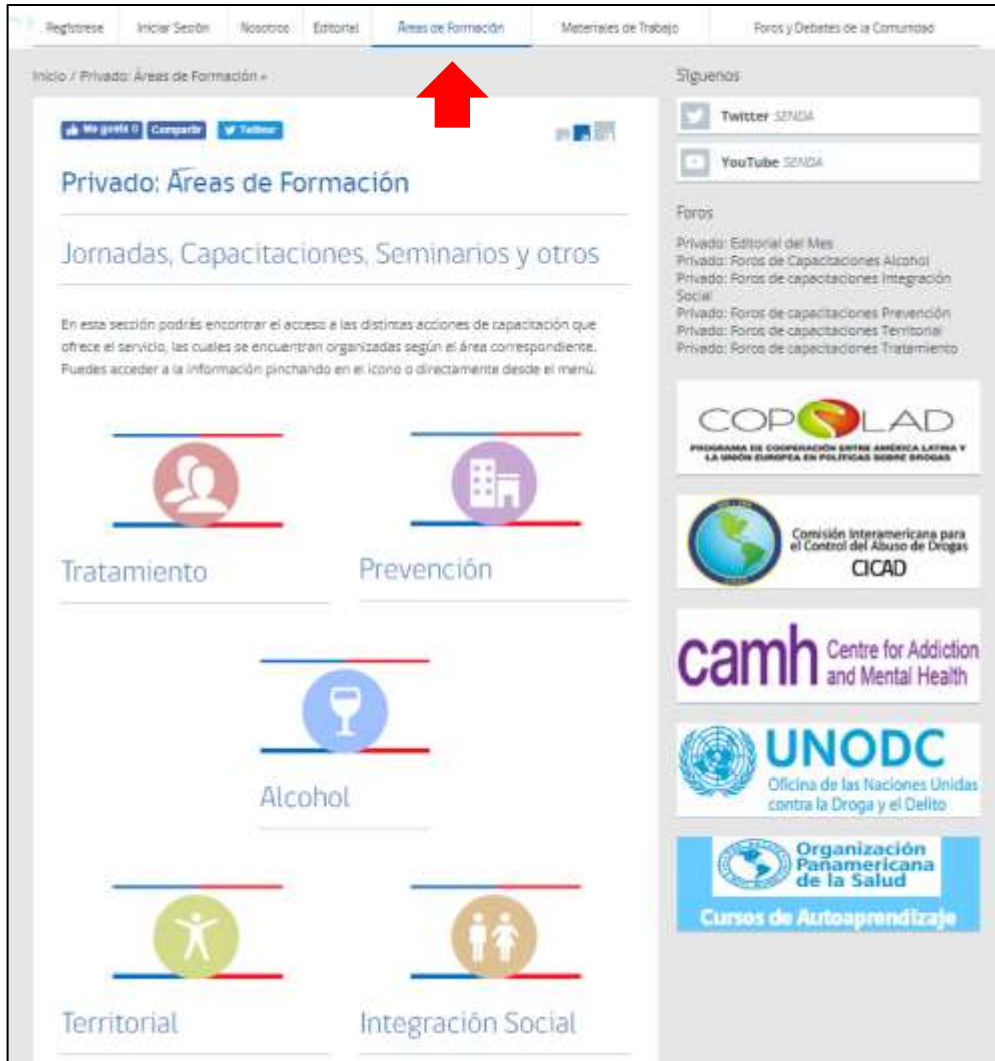 Regístrese
Iniciar Sesión
Nosotros
Editorial
Áreas de Formación
Materiales de Trabajo
Foros y Debates de la Comunidad
Inicio / Privado: Áreas de Formación »
Me gusta 0
Compartir
Twittear
Privado: Áreas de Formación
Jornadas, Capacitaciones, Seminarios y otros
En esta sección podrás encontrar el acceso a las distintas acciones de capacitación que
ofrece el servicio, las cuales se encuentran organizadas según el área correspondiente.
Puedes acceder a la información pinchando en el icono o directamente desde el menú.
Tratamiento
Prevención
Alcohol
Territorial
Integración Social
Síguenos
Twitter SENDA
YouTube SENDA
Foros
Privado: Editorial del Mes
Privado: Foros de Capacitaciones Alcohol
Privado: Foros de capacitaciones Integración
Social
Privado: Foros de capacitaciones Prevención
Privado: Foros de capacitaciones Territorial
Privado: Foros de capacitaciones Tratamiento
COPOLAD
PROGRAMA DE COOPERACIÓN ENTRE AMÉRICA LATINA Y
LA UNIÓN EUROPEA EN POLÍTICAS SOBRE DROGAS
Comisión Interamericana para
el Control del Abuso de Drogas
CICAD
camh Centre for Addiction
and Mental Health
UNODC
Oficina de las Naciones Unidas
contra la Droga y el Delito
Organización
Panamericana
de la Salud
Cursos de Autoaprendizaje